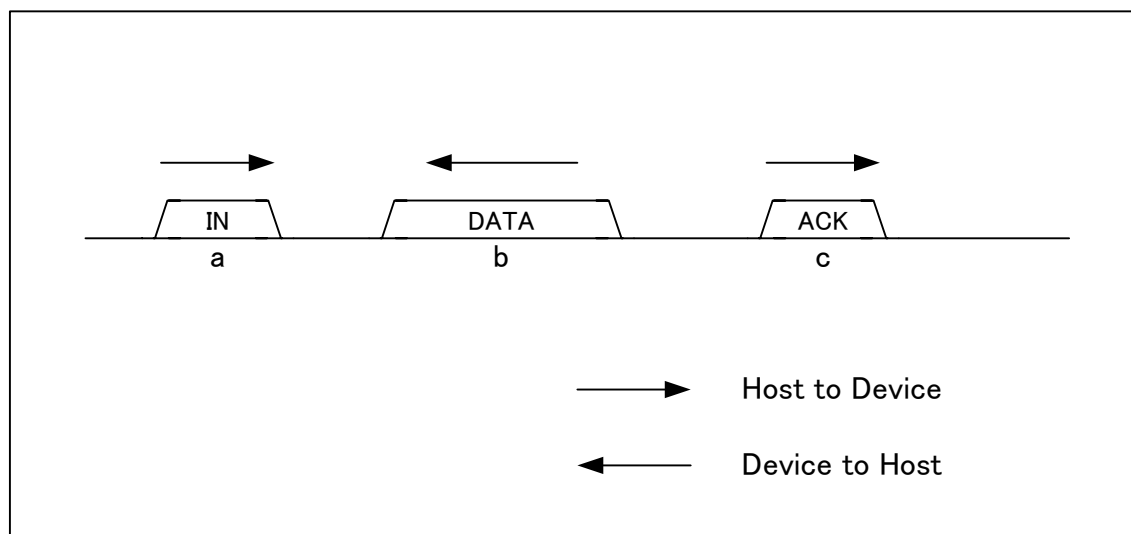 IN DATA ACK
a b c
Host to Device
Device to Host